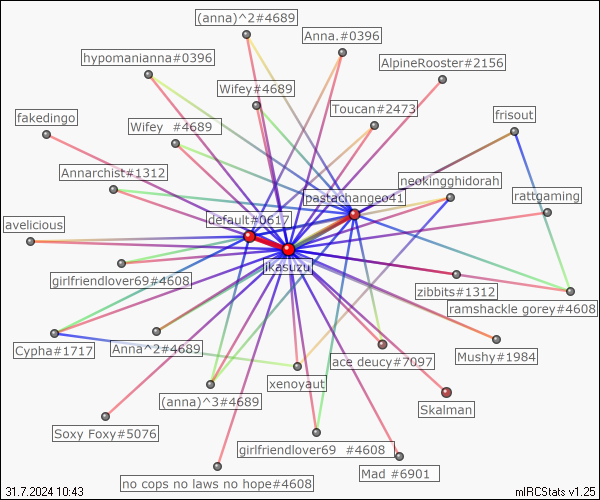 (anna)^2#4689
Anna.#0396
hypomanianna#0396
AlpineRooster#2156
Wifey#4689
Toucan#2473
fakedingo
frisout
Wifey  #4689
Annarchist#1312
neokingghidorah
pastachangeo41
rattgaming
default#0617
avelicious
ikasuzu
girlfriendlover69#4608
zibbits#1312
ramshackle gorey#4608
Cypha#1717
Anna^2#4689
ace deucy#7097
Mushy#1984
xenoyaut
(anna)^3#4689
Skalman
Soxy Foxy#5076
girlfriendlover69  #4608
Mad  #6901
no cops no laws no hope#4608
31.7.2024 10:43
mIRCStats v1.25